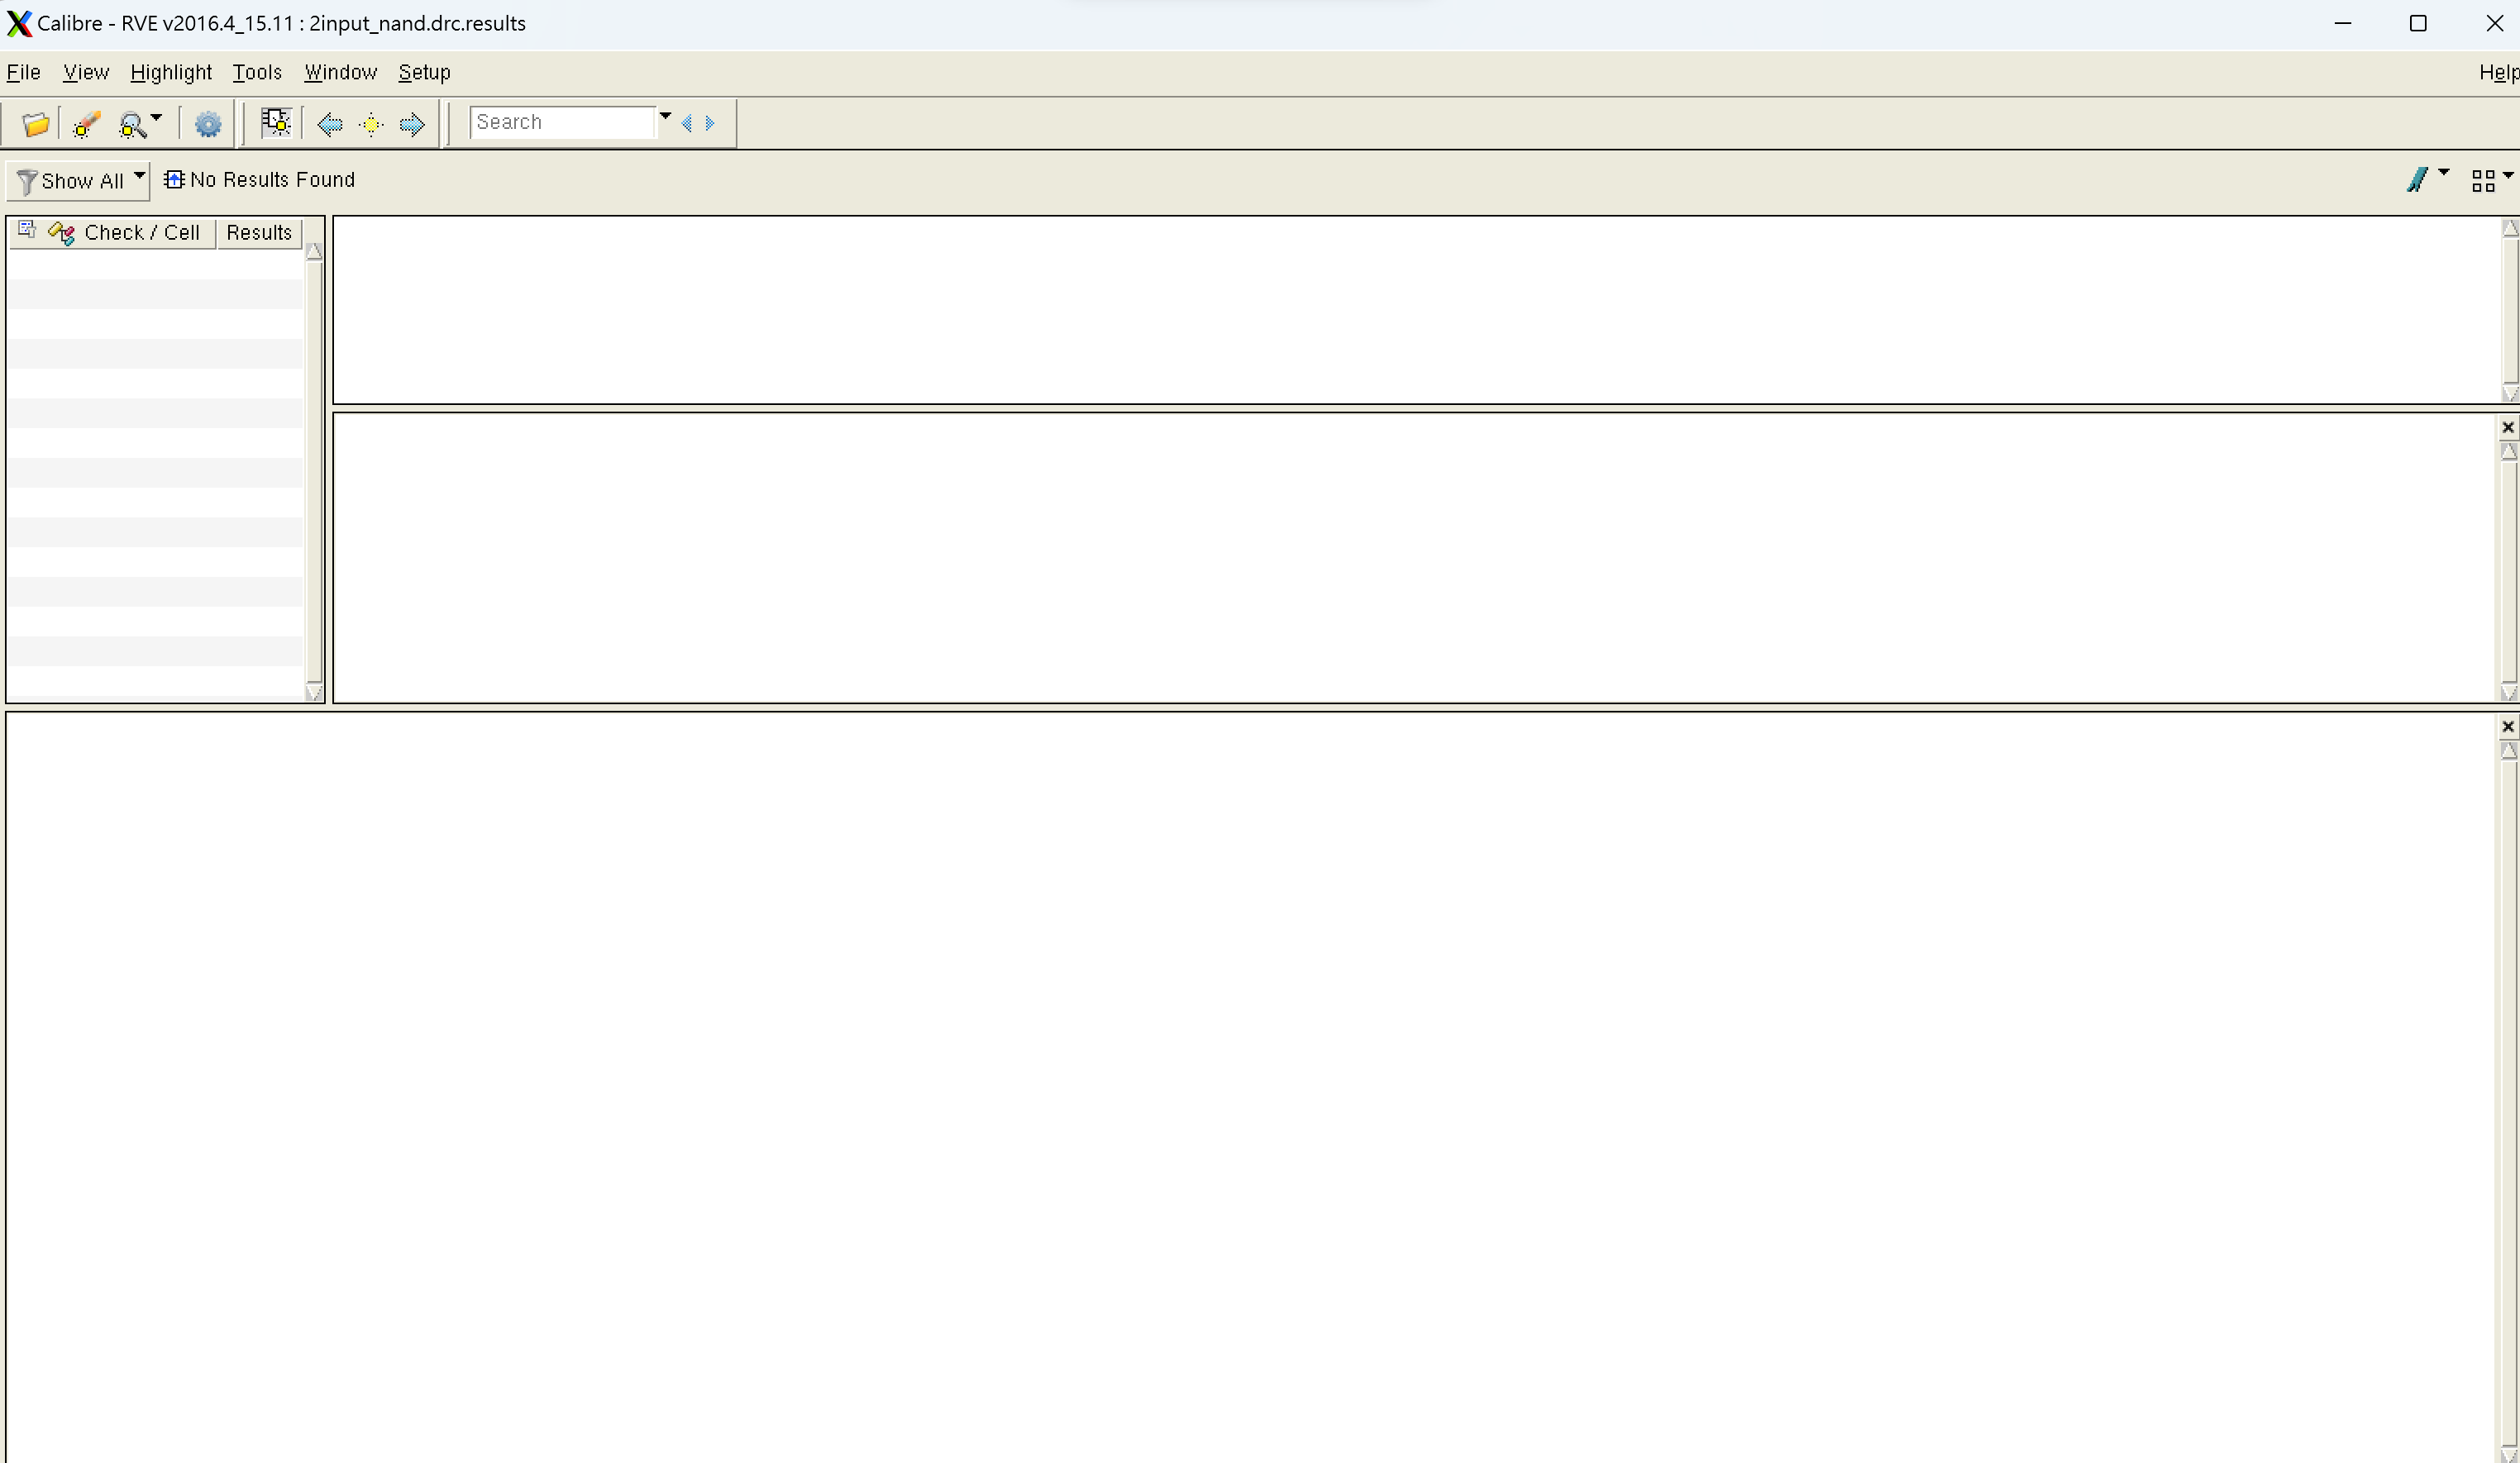 Calibre - RVE v2016.4_15.11 : 2input_nand.drc.results
File View Highlight Tools Window Setup Help
Search
Show All No Results Found
Check / Cell Results